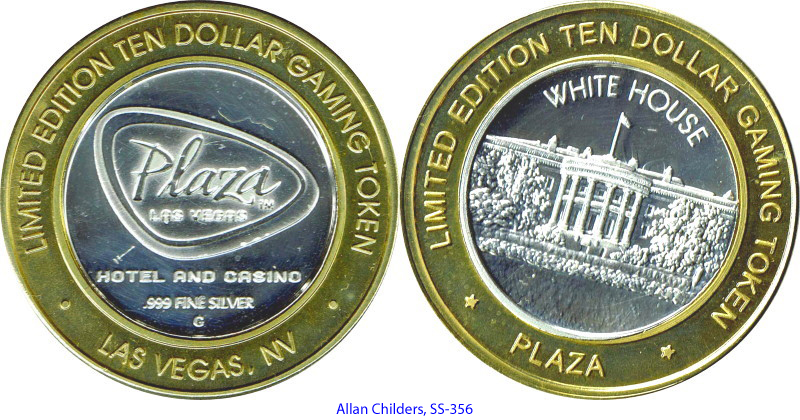 LIMITED EDITION TEN DOLLAR GAMING TOKEN
Plaza
LAS VEGAS
TM
HOTEL AND CASINO
.999 FINE SILVER
G
LAS VEGAS, NV
LIMITED EDITION TEN DOLLAR GAMING TOKEN
WHITE HOUSE
PLAZA
Allan Childers, SS-356